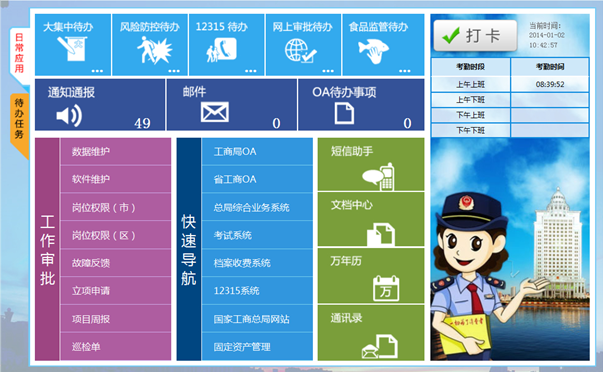 日常应用
待办任务
大集中待办
风险防控待办
12315 待办
网上审批待办
食品监管待办
通知通报
49
邮件
0
OA待办事项
0
工作审批
数据维护
软件维护
岗位权限（市）
岗位权限（区）
故障反馈
立项申请
项目周报
巡检单
快速导航
工商局OA
省工商OA
总局综合业务系统
考试系统
档案收费系统
12315系统
国家工商总局网站
固定资产管理
短信助手
文档中心
万年历
万
通讯录
打卡
当前时间:
2014-01-02
10:42:57
考勤时段
考勤时间
上午上班
08:39:52
上午下班
下午上班
下午下班